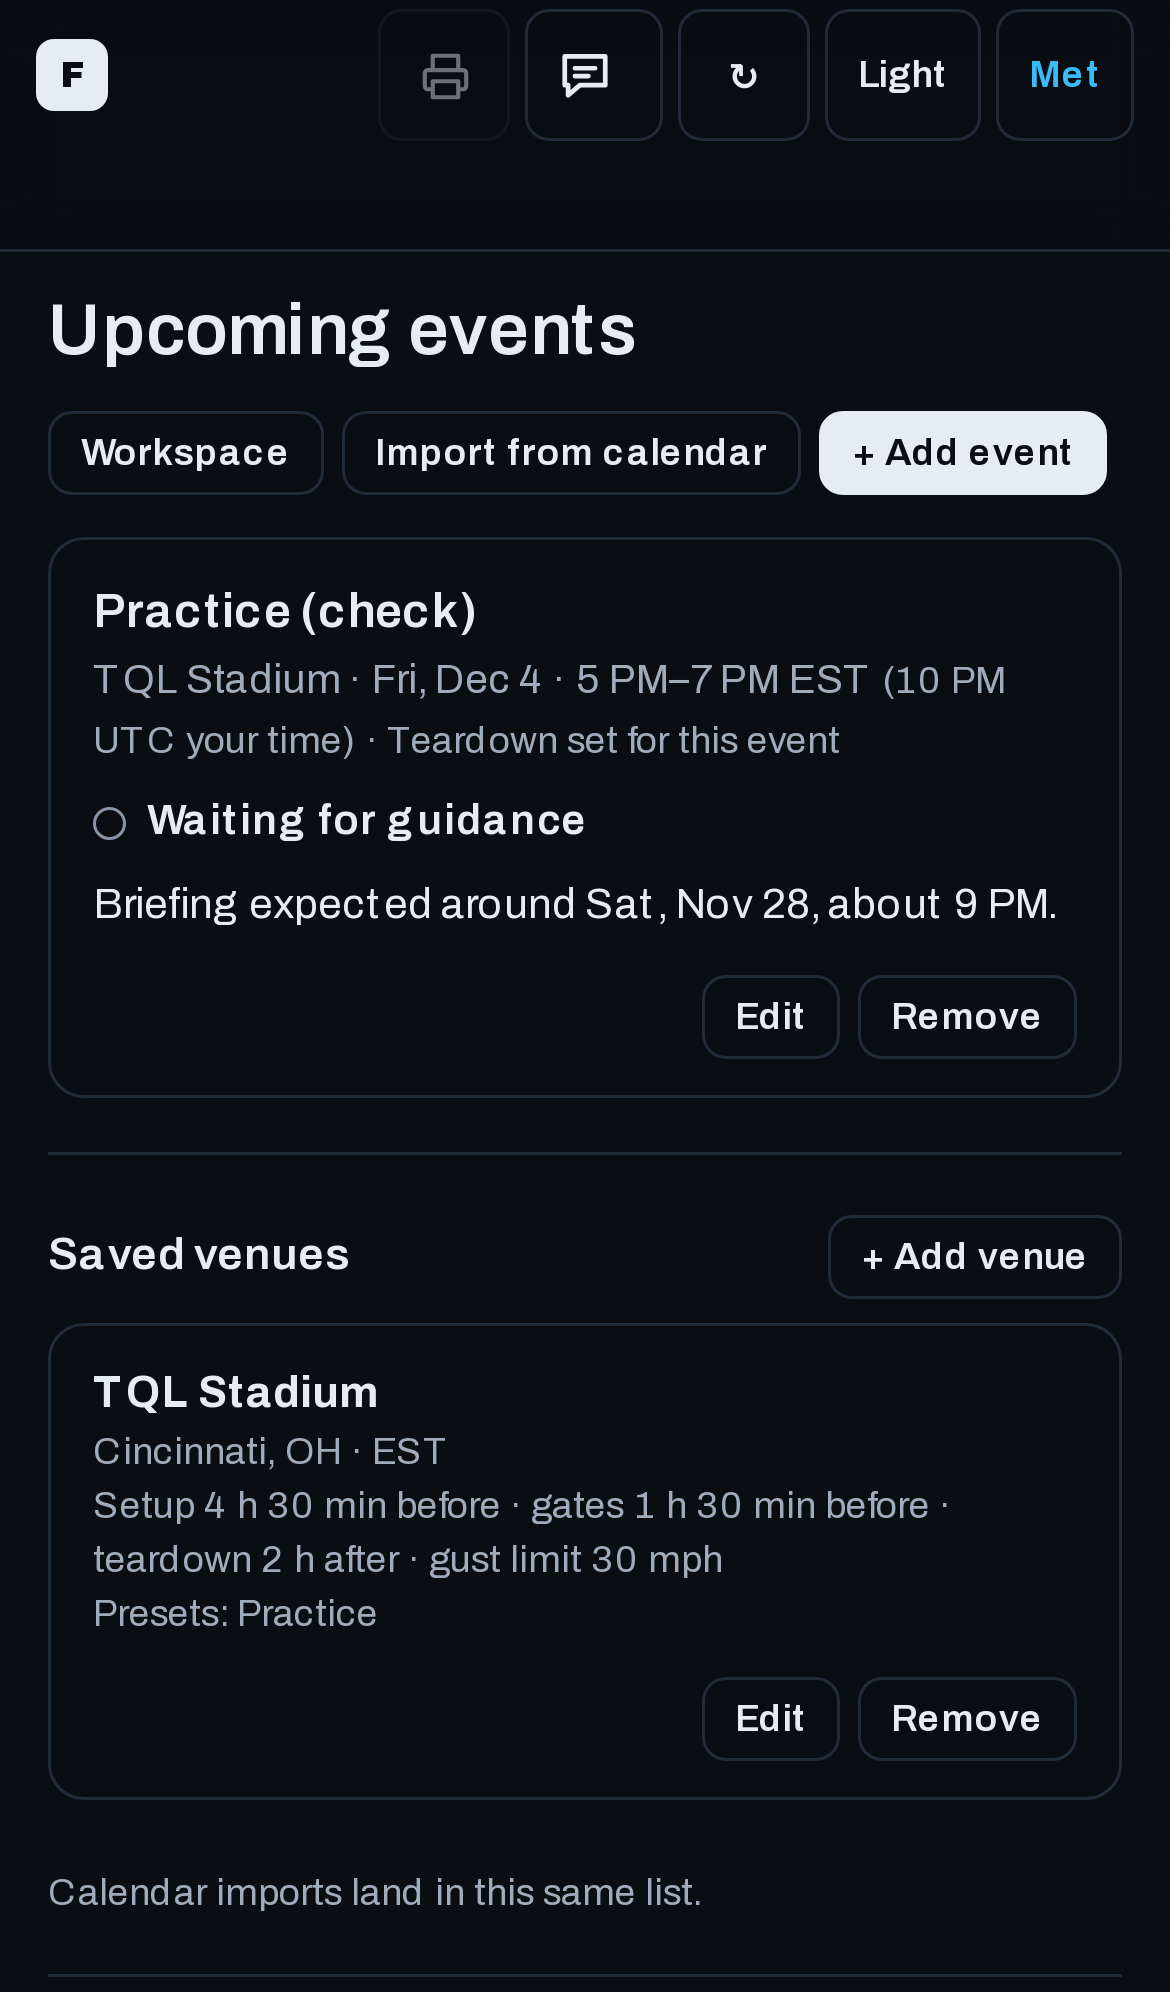 F
Light
Met
Upcoming events
Workspace
Import from calendar
+ Add event
Practice (check)
TQL Stadium · Fri, Dec 4 · 5 PM–7 PM EST (10 PM
UTC your time) · Teardown set for this event
Waiting for guidance
Briefing expected around Sat, Nov 28, about 9 PM.
Edit
Remove
Saved venues
+ Add venue
TQL Stadium
Cincinnati, OH · EST
Setup 4 h 30 min before · gates 1 h 30 min before ·
teardown 2 h after · gust limit 30 mph
Presets: Practice
Edit
Remove
Calendar imports land in this same list.